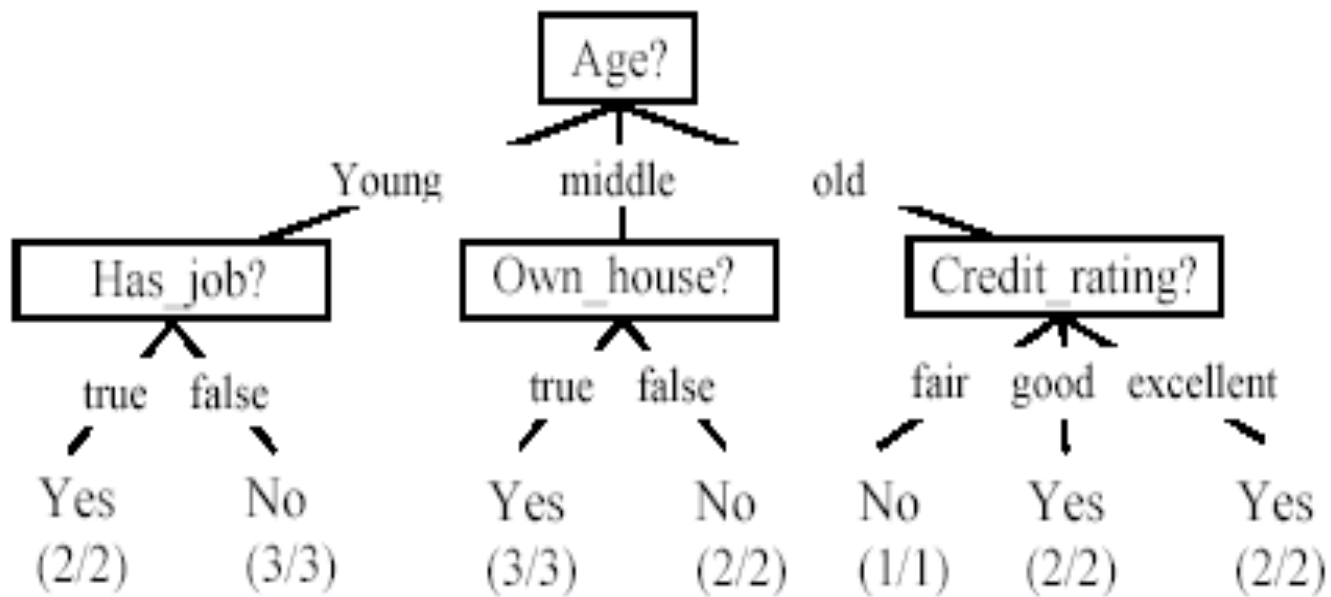 Age?
Young middle old
Has_job? Own_house? Credit_rating?
true false true false fair good excellent
Yes No Yes No No Yes Yes
(2/2) (3/3) (3/3) (2/2) (1/1) (2/2) (2/2)